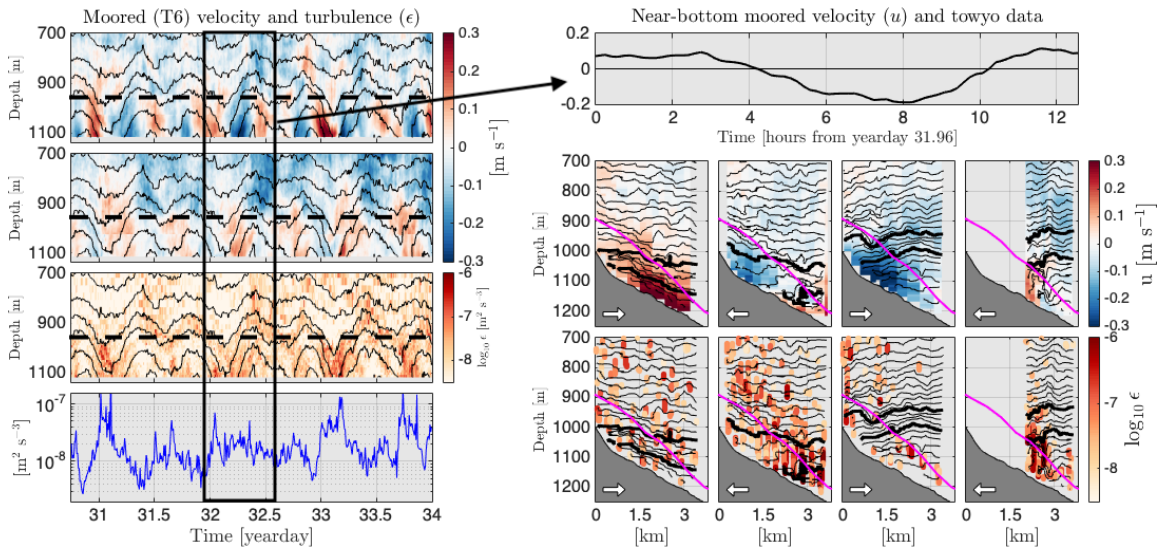 Moored (T6) velocity and turbulence (ϵ)
700
900
1100
Depth [m]
0.3
0.2
0.1
0
-0.1
-0.2
-0.3
[m s⁻¹]
700
900
1100
Depth [m]
700
900
1100
Depth [m]
-6
-7
-8
log₁₀ ϵ [m² s⁻³]
10⁻⁷
10⁻⁸
[m² s⁻³]
31 31.5 32 32.5 33 33.5 34
Time [yearday]
Near-bottom moored velocity (u) and towyo data
0.2
0
-0.2
0 2 4 6 8 10 12
Time [hours from yearday 31.96]
700
800
900
1000
1100
1200
Depth [m]
0.3
0.2
0.1
0
-0.1
-0.2
-0.3
u [m s⁻¹]
700
800
900
1000
1100
1200
Depth [m]
-6
-7
-8
log₁₀ ϵ
0 1.5 3 0 1.5 3 0 1.5 3 0 1.5 3
[km] [km] [km] [km]